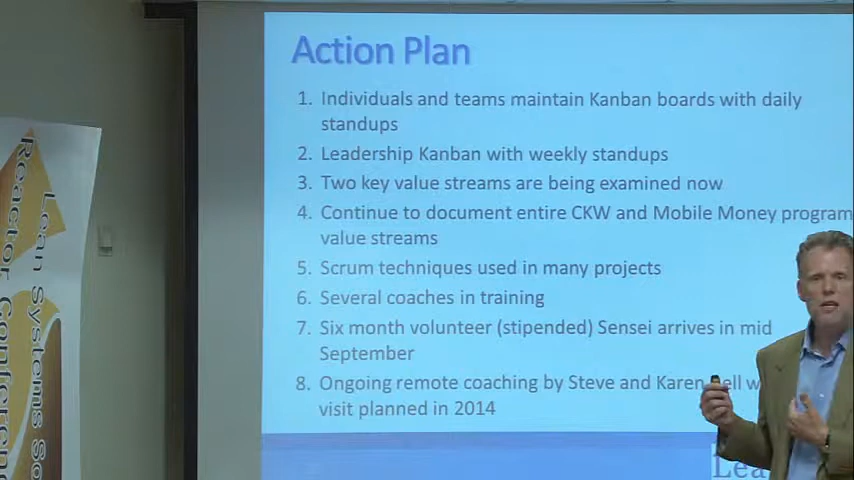 Action Plan
1. Individuals and teams maintain Kanban boards with daily
standups
2. Leadership Kanban with weekly standups
3. Two key value streams are being examined now
4. Continue to document entire CKW and Mobile Money program
value streams
5. Scrum techniques used in many projects
6. Several coaches in training
7. Six month volunteer (stipended) Sensei arrives in mid
September
8. Ongoing remote coaching by Steve and Karen
visit planned in 2014
Lean Systems
Reactor Conference